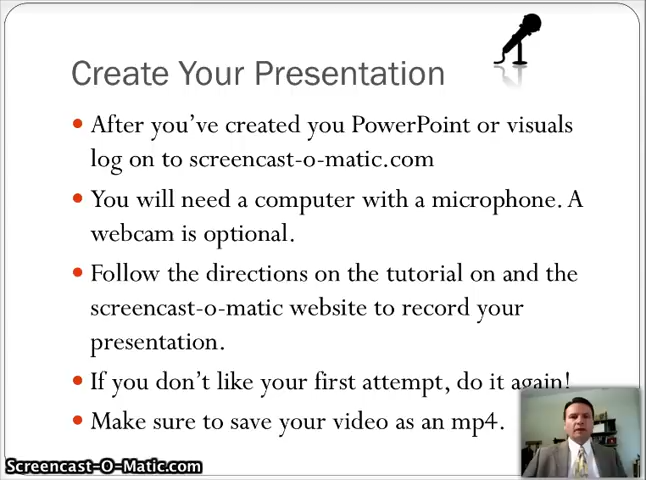 Create Your Presentation
• After you've created you PowerPoint or visuals
log on to screencast-o-matic.com
• You will need a computer with a microphone. A
webcam is optional.
• Follow the directions on the tutorial on and the
screencast-o-matic website to record your
presentation.
• If you don't like your first attempt, do it again!
• Make sure to save your video as an mp4.
Screencast-O-Matic.com